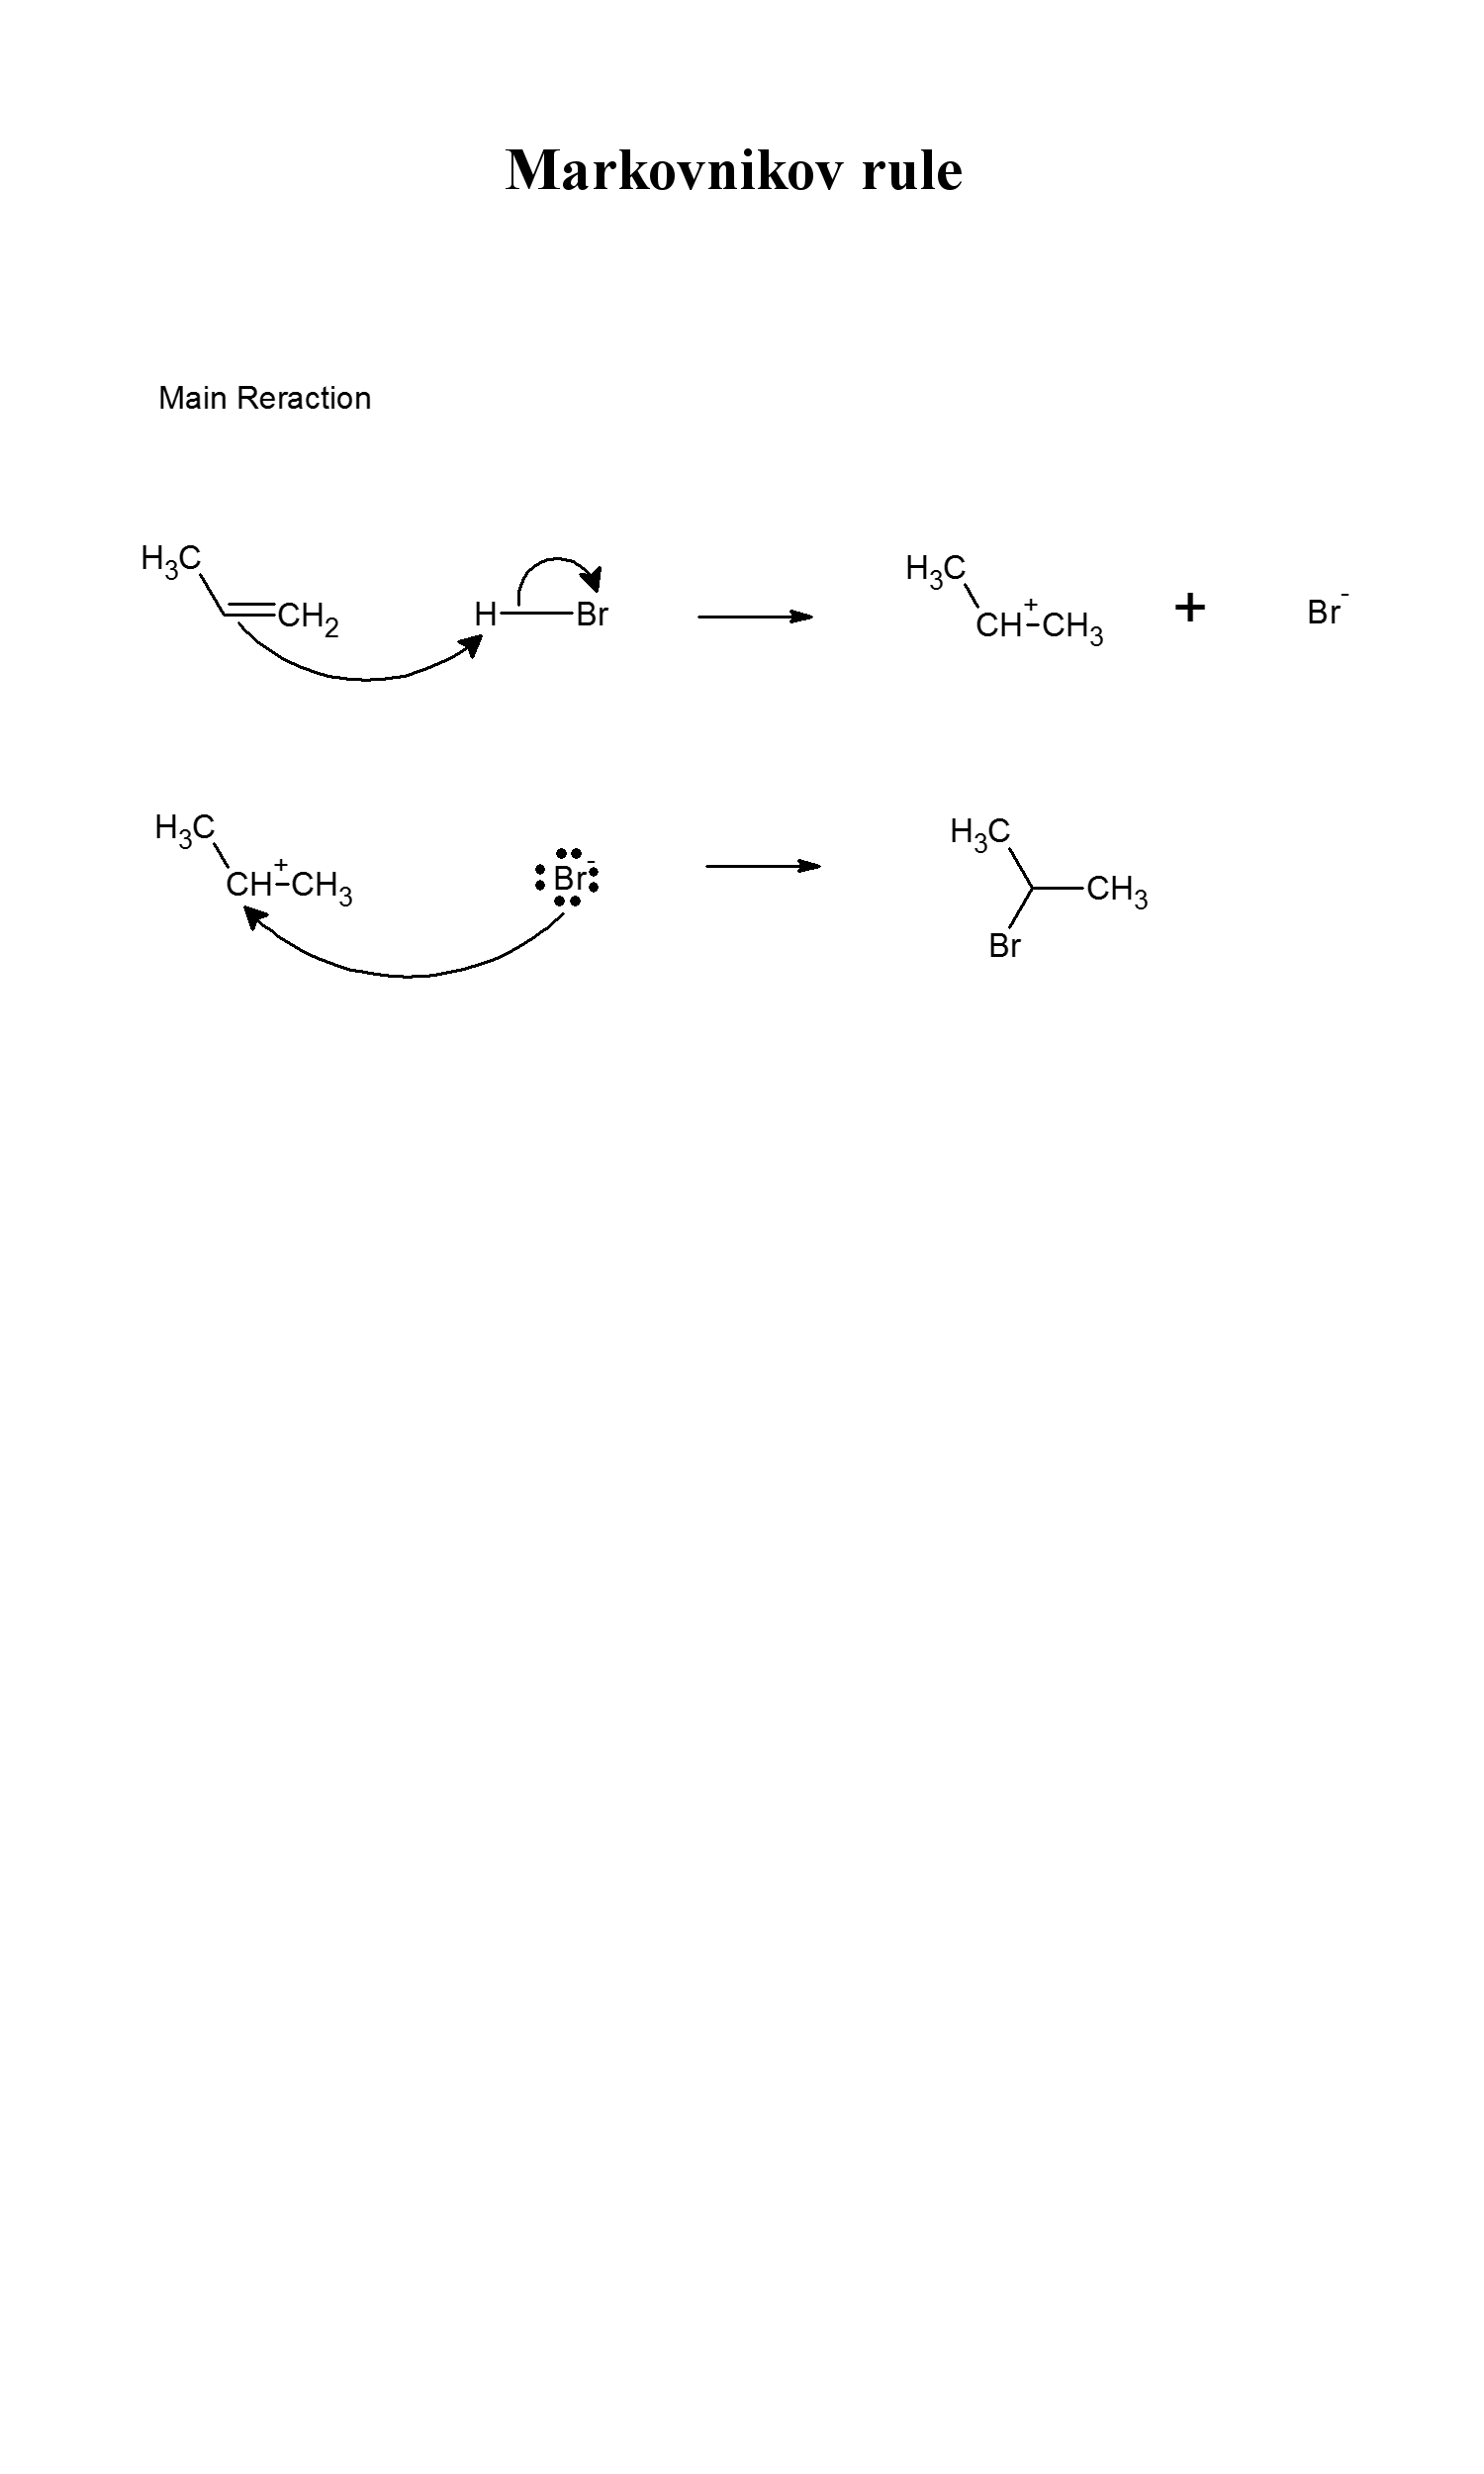 Markovnikov rule
Main Reraction
H3C
CH2 H Br
H3C
CH+ CH3 + Br-
H3C
CH+ CH3 Br-
H3C
CH3
Br